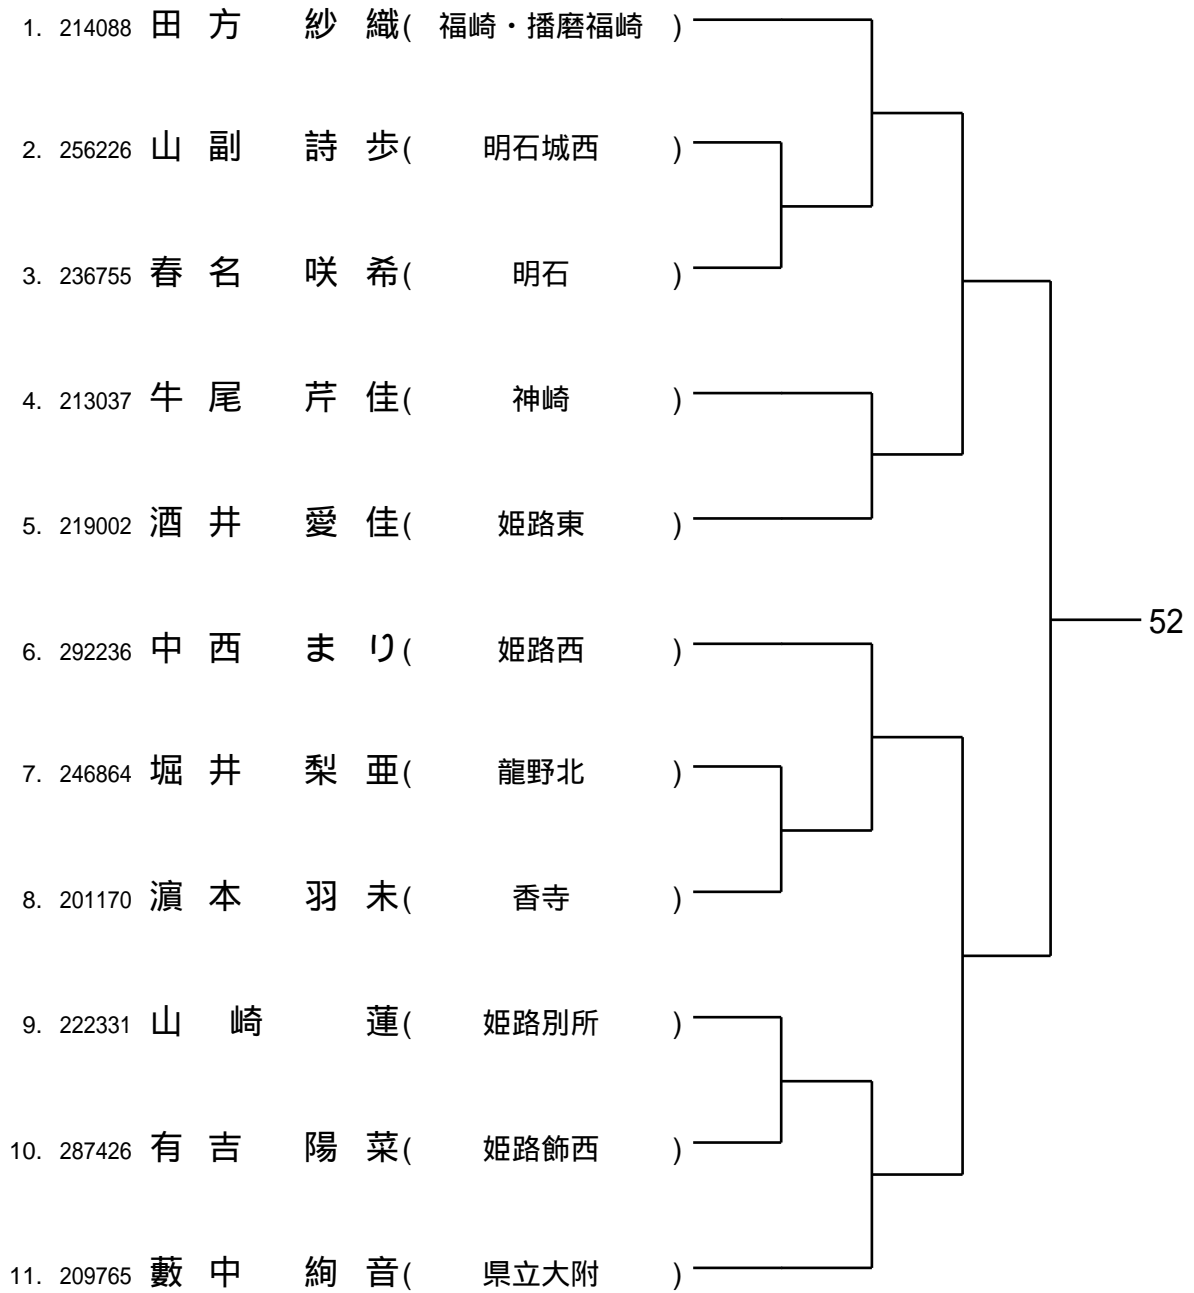 1. 214088 田 方 紗 織( 福崎・播磨福崎 )
2. 256226 山 副 詩 歩( 明石城西 )
3. 236755 春 名 咲 希( 明石 )
4. 213037 牛 尾 芹 佳( 神崎 )
5. 219002 酒 井 愛 佳( 姫路東 )
52
6. 292236 中 西 ま り( 姫路西 )
7. 246864 堀 井 梨 亜( 龍野北 )
8. 201170 濵 本 羽 未( 香寺 )
9. 222331 山 崎 蓮( 姫路別所 )
10. 287426 有 吉 陽 菜( 姫路飾西 )
11. 209765 藪 中 絢 音( 県立大附 )